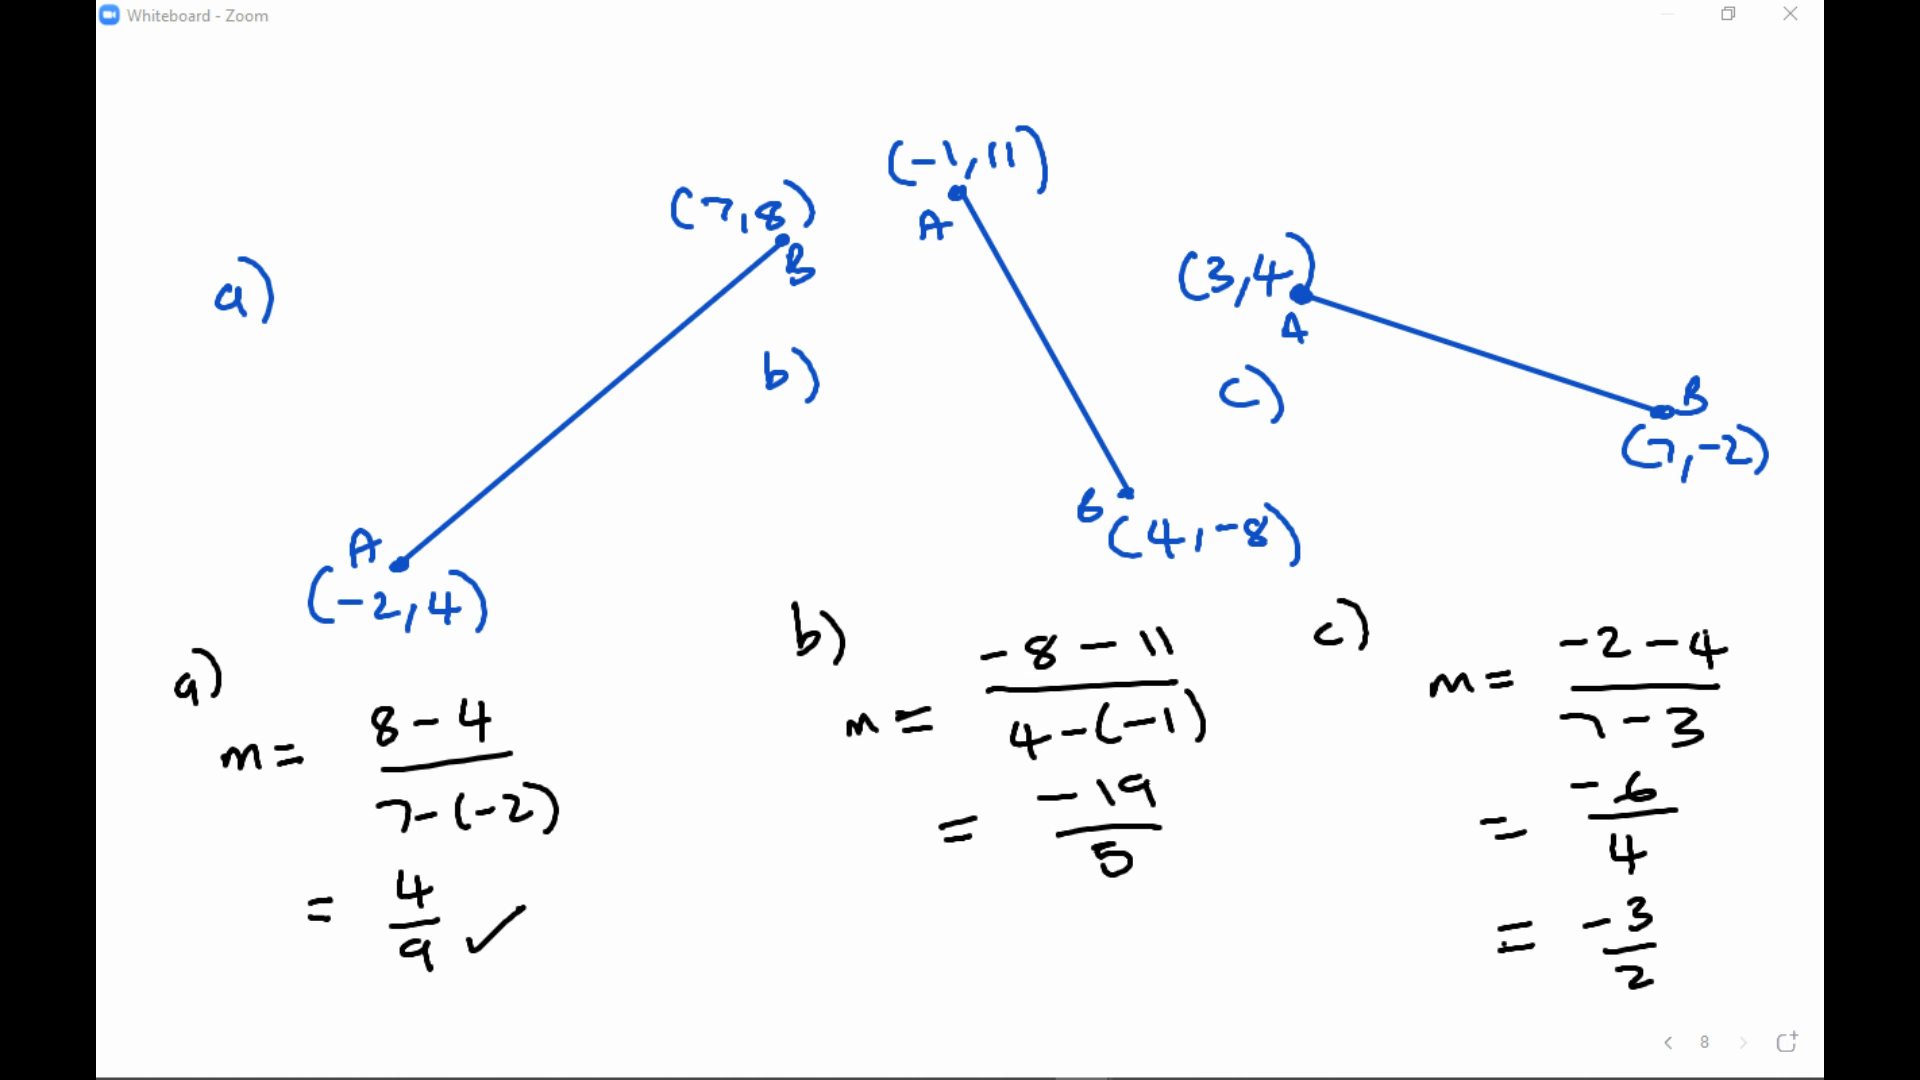 Whiteboard - Zoom
a)
(7,8)
B
A
(-2,4)
(-1,11)
A
b)
B
(4,-8)
(3,4)
A
c)
B
(7,-2)
a)
m = 8 - 4
7 - (-2)
= 4
9 ✓
b)
m = -8 - 11
4 - (-1)
= -19
5
c)
m = -2 - 4
7 - 3
= -6
4
= -3
2
8